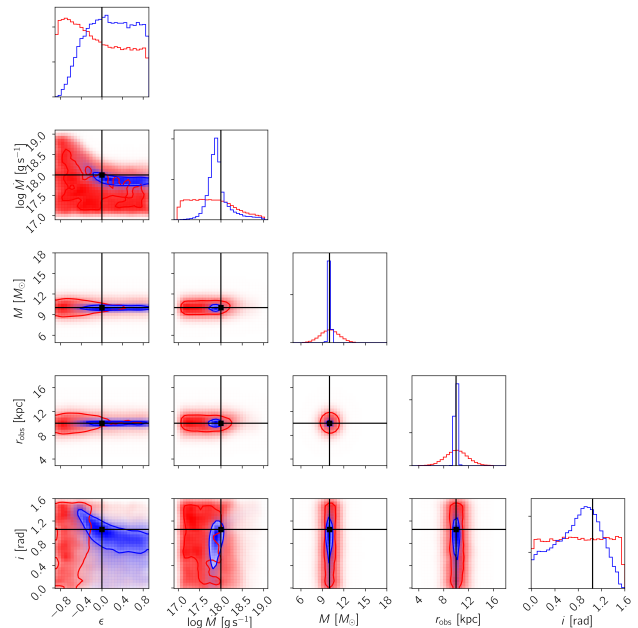 19.0
18.5
18.0
17.5
17.0
log Ṁ [g s⁻¹]
18
15
12
9
6
M [M⊙]
16
12
8
4
r_obs [kpc]
1.6
1.2
0.8
0.4
0.0
i [rad]
−0.8 −0.4 0.0 0.4 0.8
17.0 17.5 18.0 18.5 19.0
6 9 12 15 18
4 8 12 16
0.0 0.4 0.8 1.2 1.6
ϵ
log Ṁ [g s⁻¹]
M [M⊙]
r_obs [kpc]
i [rad]